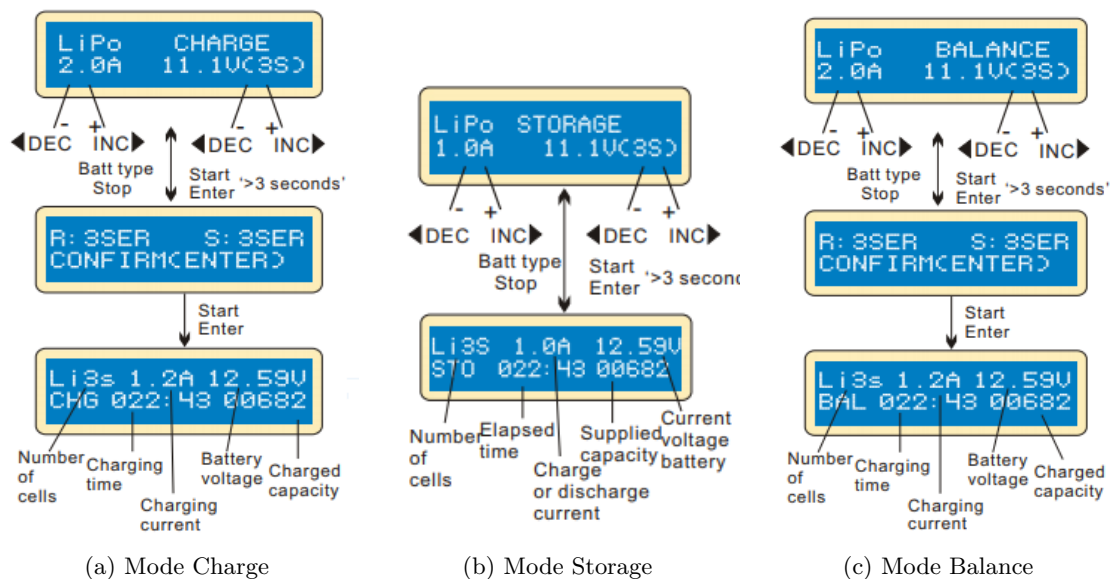 LiPo CHARGE
2.0A 11.1V(3S)
- + - +
◀DEC INC▶ ◀DEC INC▶
Batt type Start
Stop Enter '>3 seconds'
R:3SER S:3SER
CONFIRM(ENTER)
Start
Enter
Li3s 1.2A 12.59V
CHG 022:43 00682
Number of cells
Charging time
Charging current
Battery voltage
Charged capacity
(a) Mode Charge
LiPo STORAGE
1.0A 11.1V(3S)
- + - +
◀DEC INC▶ ◀DEC INC▶
Batt type Start
Stop Enter '>3 second
Li3S 1.0A 12.59V
STO 022:43 00682
Number of cells
Elapsed time
Charge or discharge current
Supplied capacity
Current voltage battery
(b) Mode Storage
LiPo BALANCE
2.0A 11.1V(3S)
- + - +
◀DEC INC▶ ◀DEC INC▶
Batt type Start
Stop Enter '>3 seconds'
R:3SER S:3SER
CONFIRM(ENTER)
Start
Enter
Li3s 1.2A 12.59V
BAL 022:43 00682
Number of cells
Charging time
Charging current
Battery voltage
Charged capacity
(c) Mode Balance